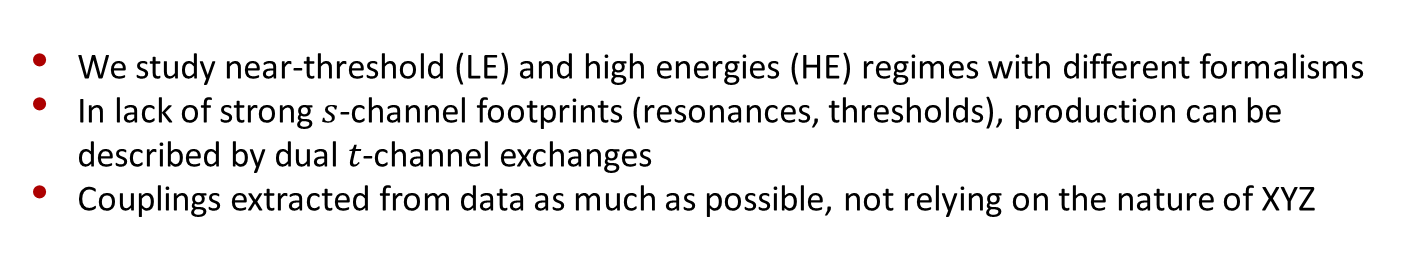 • We study near-threshold (LE) and high energies (HE) regimes with different formalisms
• In lack of strong s-channel footprints (resonances, thresholds), production can be
described by dual t-channel exchanges
• Couplings extracted from data as much as possible, not relying on the nature of XYZ